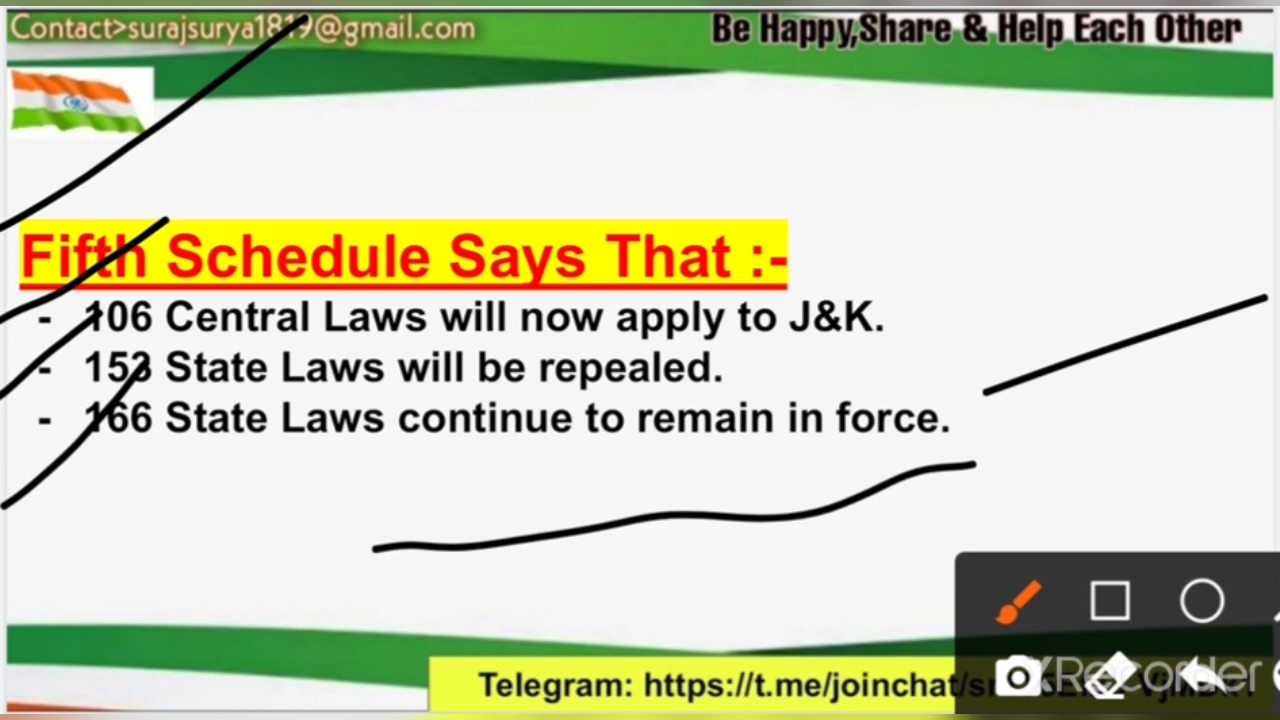 Contact>surajsurya1819@gmail.com
Be Happy,Share & Help Each Other
Fifth Schedule Says That :-
- 106 Central Laws will now apply to J&K.
- 153 State Laws will be repealed.
- 166 State Laws continue to remain in force.
Telegram: https://t.me/joinchat/
XRecorder